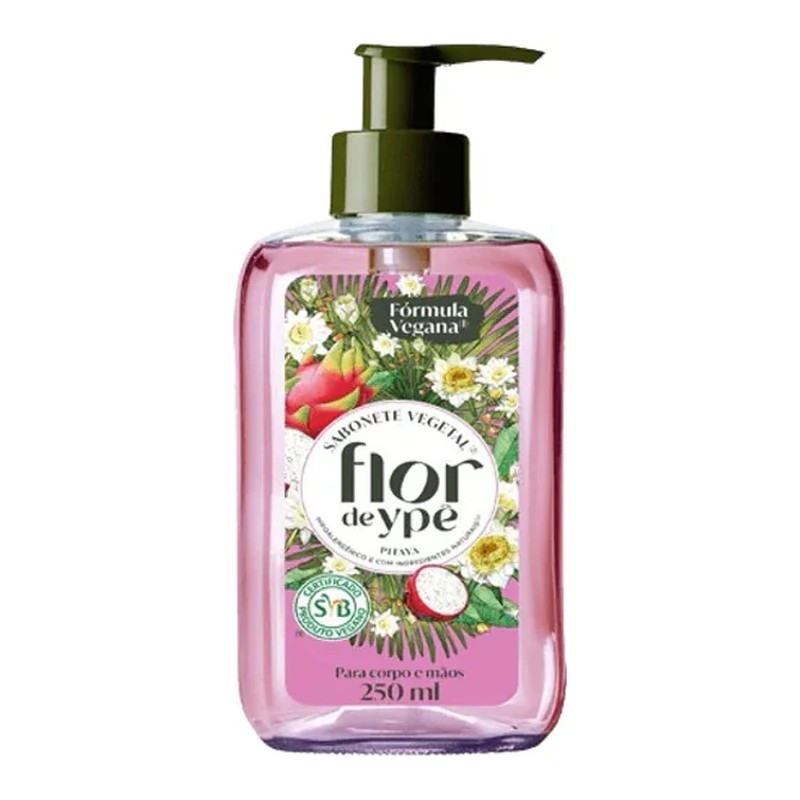 Fórmula
Vegana®
SABONETE VEGETAL
flor
de ypê
PITAYA
HIPOALERGÊNICO E COM INGREDIENTES NATURAIS
CERTIFICADO
SVB
PRODUTO VEGANO
Para corpo e mãos
250 ml